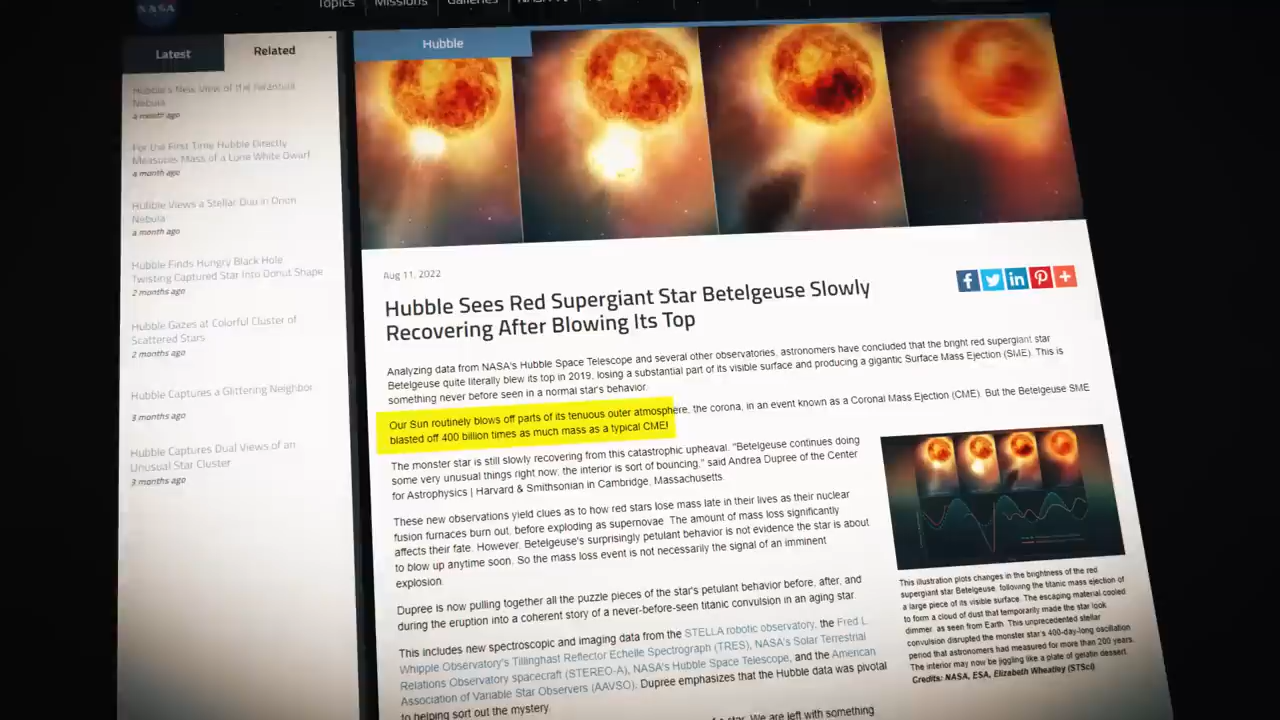 NASA
Topics Missions Galleries
Latest
Related
Hubble
Hubble's New View of the Tarantula
Nebula
a month ago
For the First Time Hubble Directly
Measures Mass of a Lone White Dwarf
a month ago
Hubble Views a Stellar Duo in Orion
Nebula
a month ago
Hubble Finds Hungry Black Hole
Twisting Captured Star Into Donut Shape
2 months ago
Hubble Gazes at Colorful Cluster of
Scattered Stars
2 months ago
Hubble Captures a Glittering Neighbor
3 months ago
Hubble Captures Dual Views of an
Unusual Star Cluster
3 months ago
Aug 11, 2022
Hubble Sees Red Supergiant Star Betelgeuse Slowly
Recovering After Blowing Its Top
Analyzing data from NASA's Hubble Space Telescope and several other observatories, astronomers have concluded that the bright red supergiant star
Betelgeuse quite literally blew its top in 2019, losing a substantial part of its visible surface and producing a gigantic Surface Mass Ejection (SME). This is
something never before seen in a normal star's behavior.
Our Sun routinely blows off parts of its tenuous outer atmosphere, the corona, in an event known as a Coronal Mass Ejection (CME). But the Betelgeuse SME
blasted off 400 billion times as much mass as a typical CME!
The monster star is still slowly recovering from this catastrophic upheaval. "Betelgeuse continues doing
some very unusual things right now; the interior is sort of bouncing," said Andrea Dupree of the Center
for Astrophysics | Harvard & Smithsonian in Cambridge, Massachusetts.
These new observations yield clues as to how red stars lose mass late in their lives as their nuclear
fusion furnaces burn out, before exploding as supernovae. The amount of mass loss significantly
affects their fate. However, Betelgeuse's surprisingly petulant behavior is not evidence the star is about
to blow up anytime soon. So the mass loss event is not necessarily the signal of an imminent
explosion.
Dupree is now pulling together all the puzzle pieces of the star's petulant behavior before, after, and
during the eruption into a coherent story of a never-before-seen titanic convulsion in an aging star.
This includes new spectroscopic and imaging data from the STELLA robotic observatory, the Fred L.
Whipple Observatory's Tillinghast Reflector Echelle Spectrograph (TRES), NASA's Solar Terrestrial
Relations Observatory spacecraft (STEREO-A), NASA's Hubble Space Telescope, and the American
Association of Variable Star Observers (AAVSO). Dupree emphasizes that the Hubble data was pivotal
to helping sort out the mystery.
star. We are left with something
This illustration plots changes in the brightness of the red
supergiant star Betelgeuse, following the titanic mass ejection of
a large piece of its visible surface. The escaping material cooled
to form a cloud of dust that temporarily made the star look
dimmer, as seen from Earth. This unprecedented stellar
convulsion disrupted the monster star's 400-day-long oscillation
period that astronomers had measured for more than 200 years.
The interior may now be jiggling like a plate of gelatin dessert.
Credits: NASA, ESA, Elizabeth Wheatley (STScI)